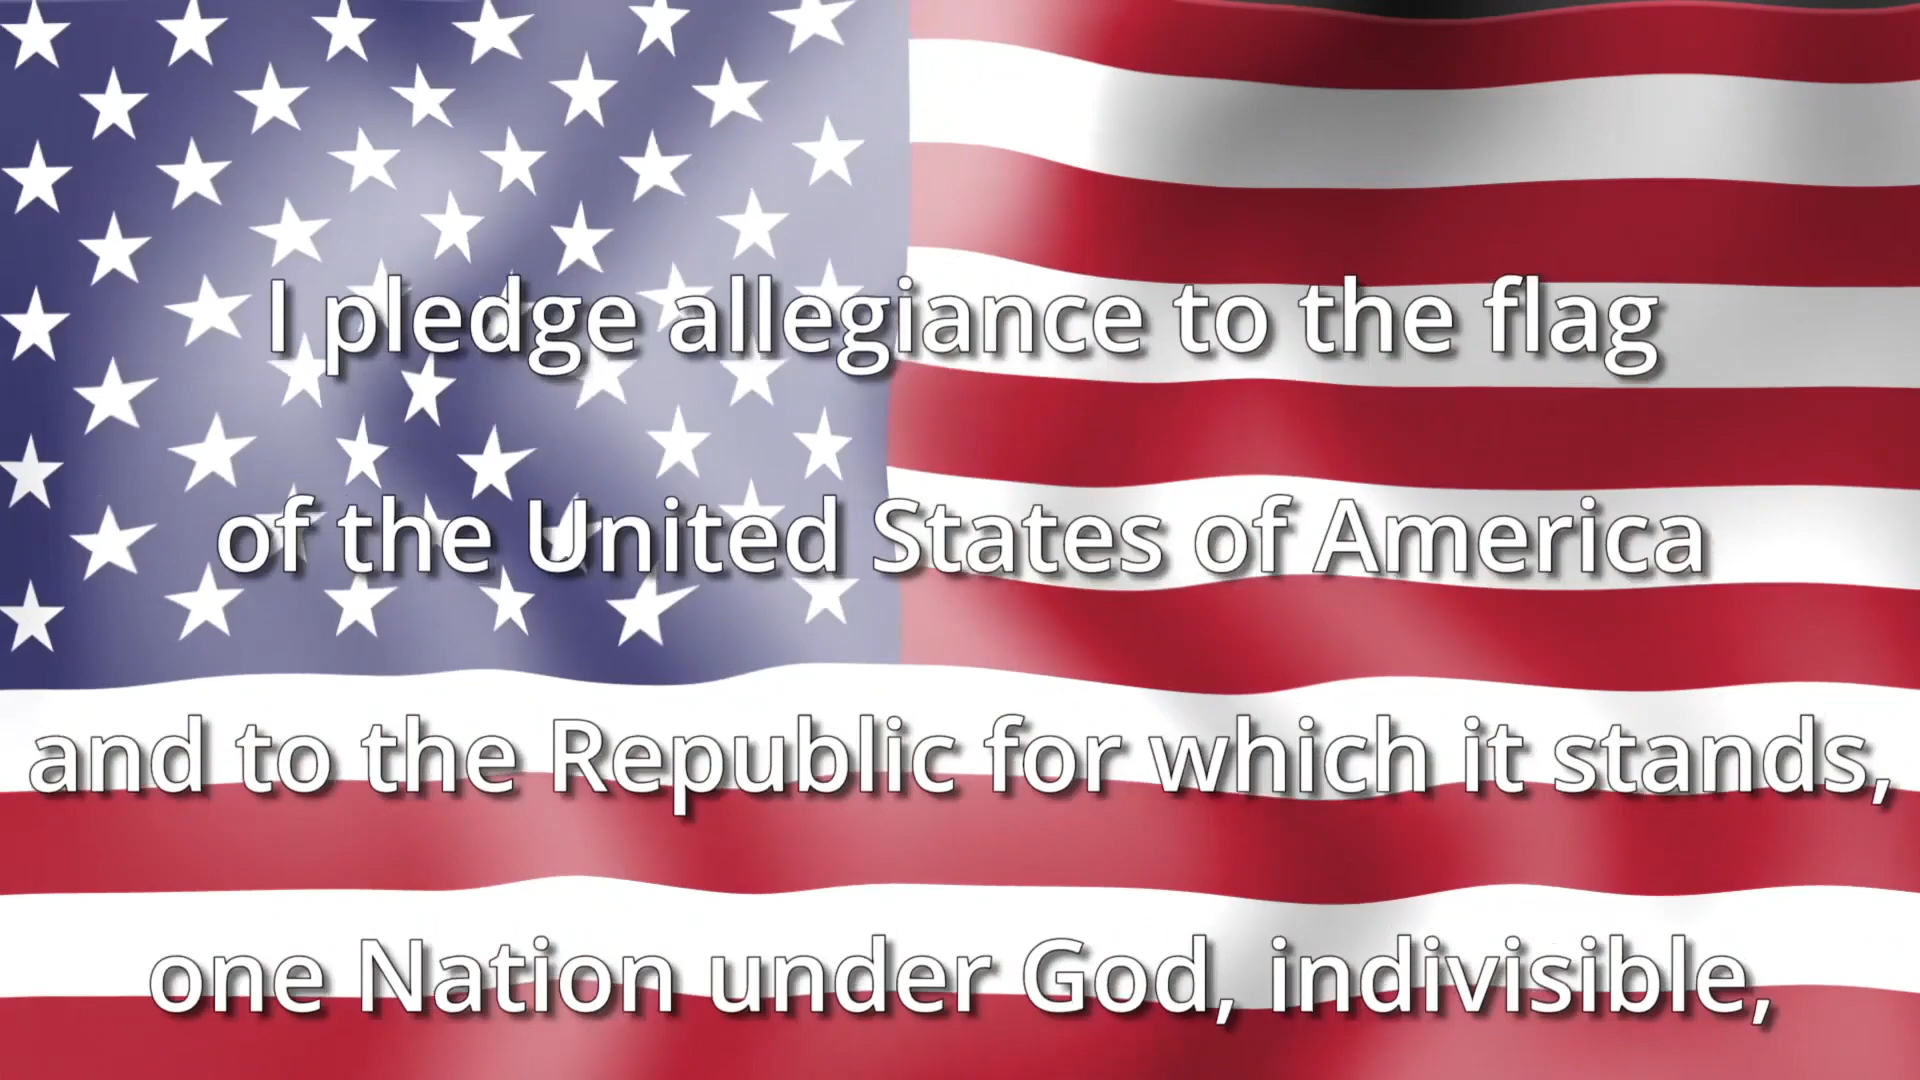 I pledge allegiance to the flag
of the United States of America
and to the Republic for which it stands,
one Nation under God, indivisible,